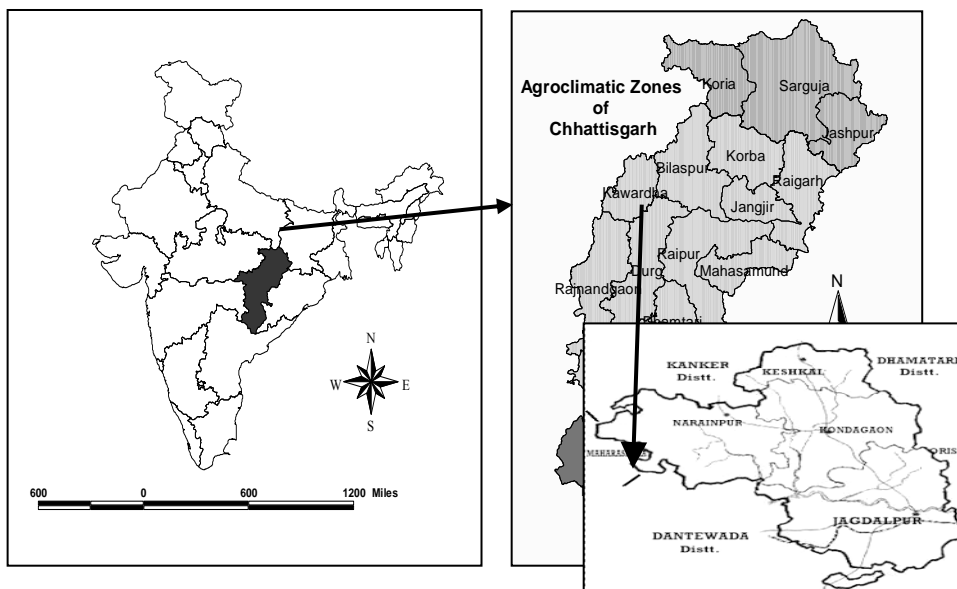 N
W
E
S
600
0
600
1200 Miles
Agroclimatic Zones
of
Chhattisgarh
Koria
Sarguja
Jashpur
Korba
Bilaspur
Raigarh
Kawardha
Jangjir
Raipur
Durg
Mahasamund
Rajnandgaon
N
KANKER
Distt.
KESHKAL
DHAMATARI
Distt.
NARAINPUR
KONDAGAON
JAGDALPUR
DANTEWADA
Distt.